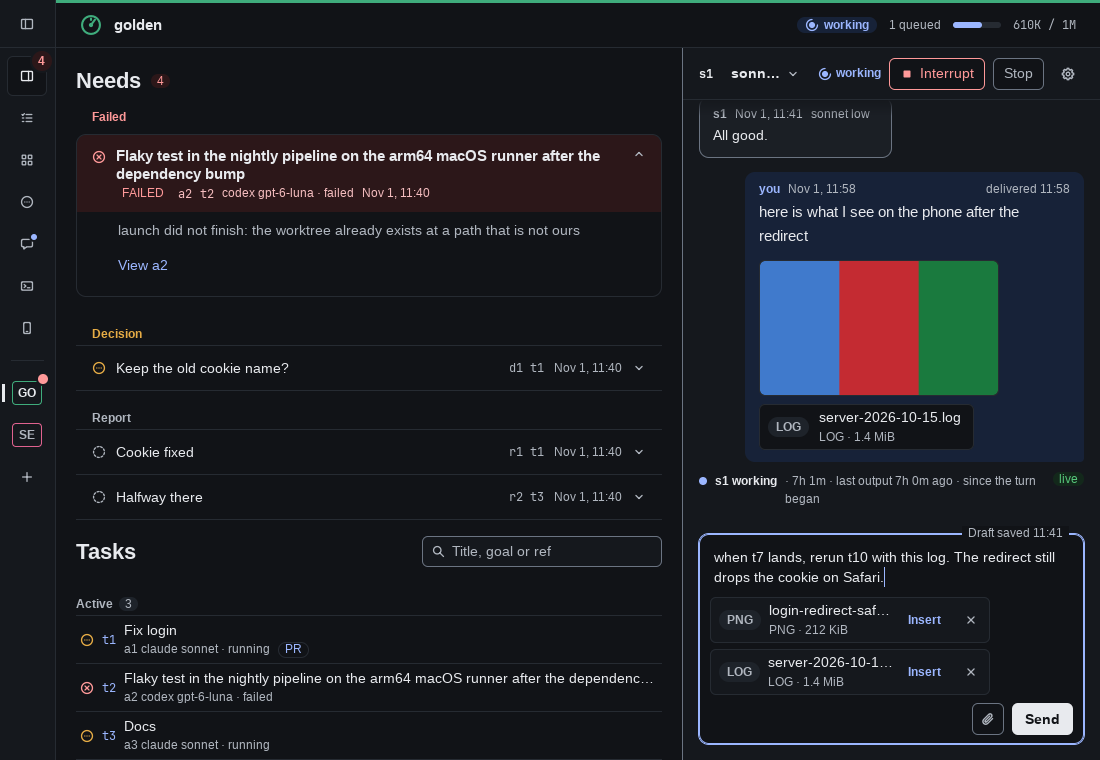 golden
working
1 queued
610K / 1M
4
Needs 4
Failed
Flaky test in the nightly pipeline on the arm64 macOS runner after the
dependency bump
FAILED a2 t2 codex gpt-6-luna · failed Nov 1, 11:40
launch did not finish: the worktree already exists at a path that is not ours
View a2
Decision
Keep the old cookie name? d1 t1 Nov 1, 11:40
Report
Cookie fixed r1 t1 Nov 1, 11:40
Halfway there r2 t3 Nov 1, 11:40
GO
SE
Tasks
Title, goal or ref
Active 3
t1 Fix login
a1 claude sonnet · running PR
t2 Flaky test in the nightly pipeline on the arm64 macOS runner after the dependenc…
a2 codex gpt-6-luna · failed
t3 Docs
a3 claude sonnet · running
s1 sonn… working Interrupt Stop
s1 Nov 1, 11:41 sonnet low
All good.
you Nov 1, 11:58 delivered 11:58
here is what I see on the phone after the
redirect
LOG server-2026-10-15.log
LOG · 1.4 MiB
s1 working · 7h 1m · last output 7h 0m ago · since the turn
began
live
Draft saved 11:41
when t7 lands, rerun t10 with this log. The redirect still
drops the cookie on Safari.
PNG login-redirect-saf… Insert
PNG · 212 KiB
LOG server-2026-10-1… Insert
LOG · 1.4 MiB
Send